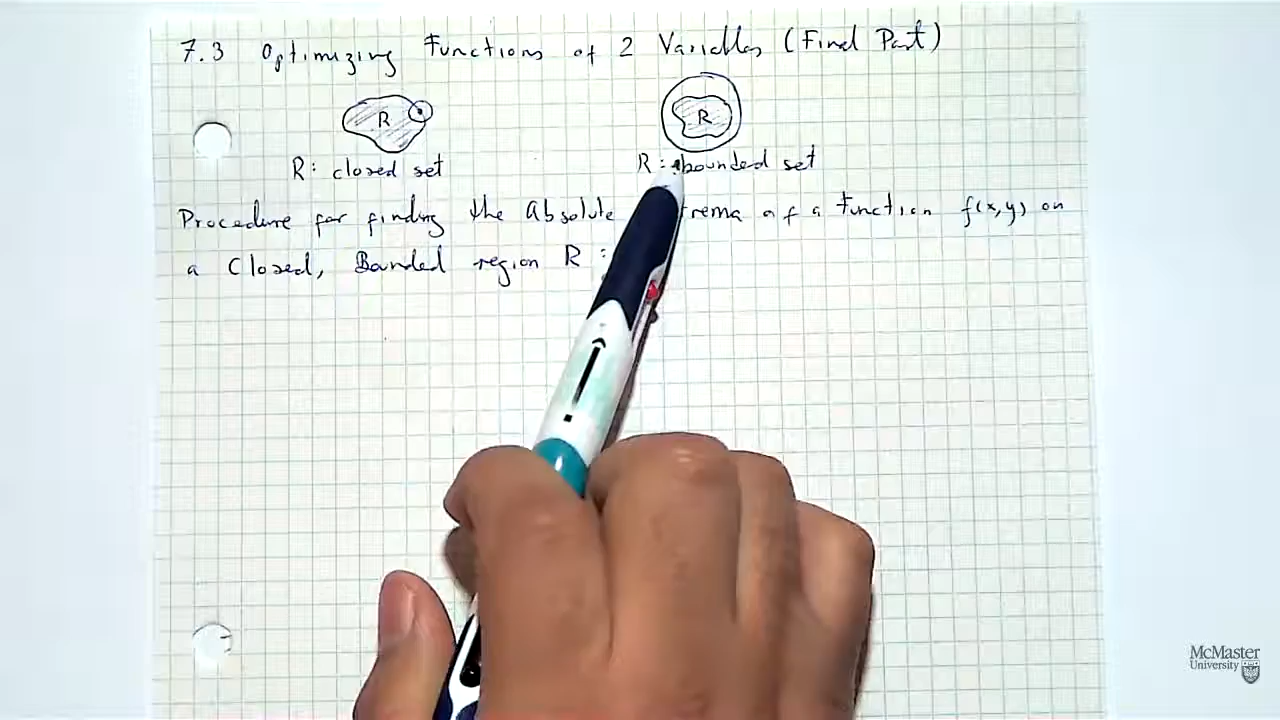 7.3 Optimizing Functions of 2 Variables (Final Part)
R
R
R: closed set
R: bounded set
Procedure for finding the Absolute trema of a function f(x,y) on
a Closed, Bounded region R :
McMaster
University